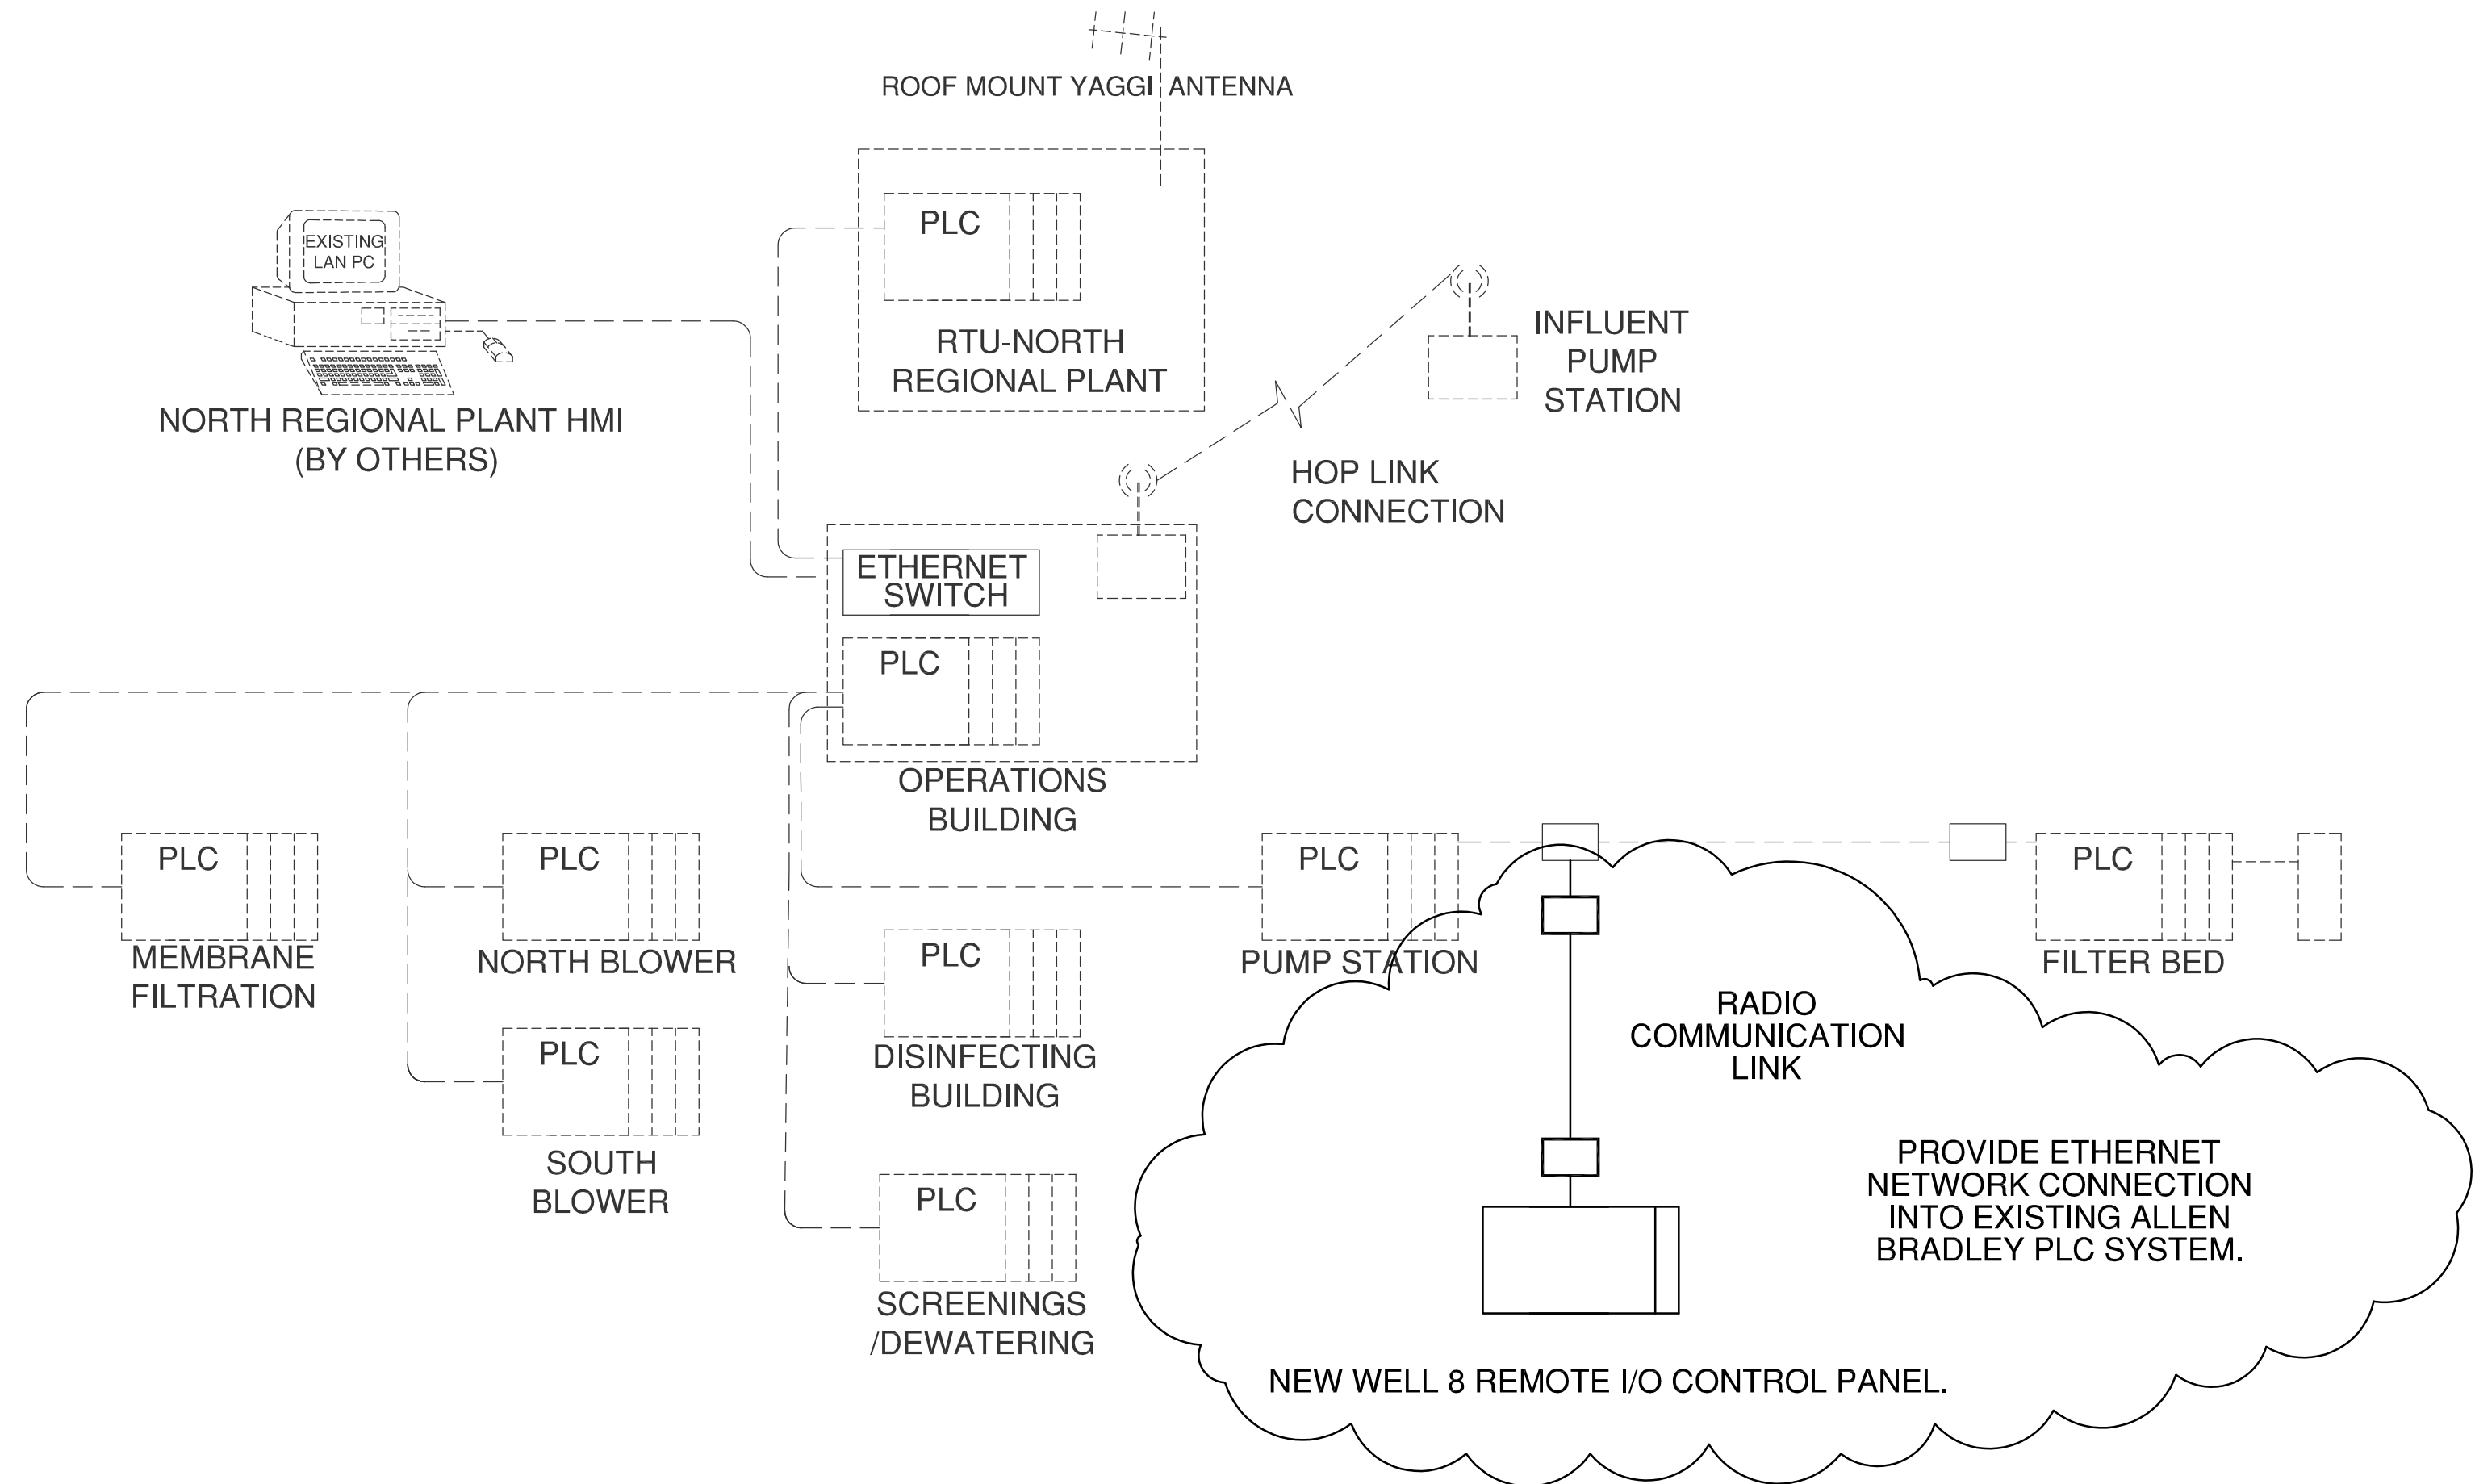 ROOF MOUNT YAGGI ANTENNA
EXISTING
LAN PC
PLC
RTU-NORTH
REGIONAL PLANT
NORTH REGIONAL PLANT HMI
(BY OTHERS)
INFLUENT
PUMP
STATION
HOP LINK
CONNECTION
ETHERNET
SWITCH
PLC
OPERATIONS
BUILDING
PLC
MEMBRANE
FILTRATION
PLC
NORTH BLOWER
PLC
SOUTH
BLOWER
PLC
DISINFECTING
BUILDING
PLC
SCREENINGS
/DEWATERING
PLC
PUMP STATION
PLC
FILTER BED
RADIO
COMMUNICATION
LINK
PROVIDE ETHERNET
NETWORK CONNECTION
INTO EXISTING ALLEN
BRADLEY PLC SYSTEM.
NEW WELL 8 REMOTE I/O CONTROL PANEL.